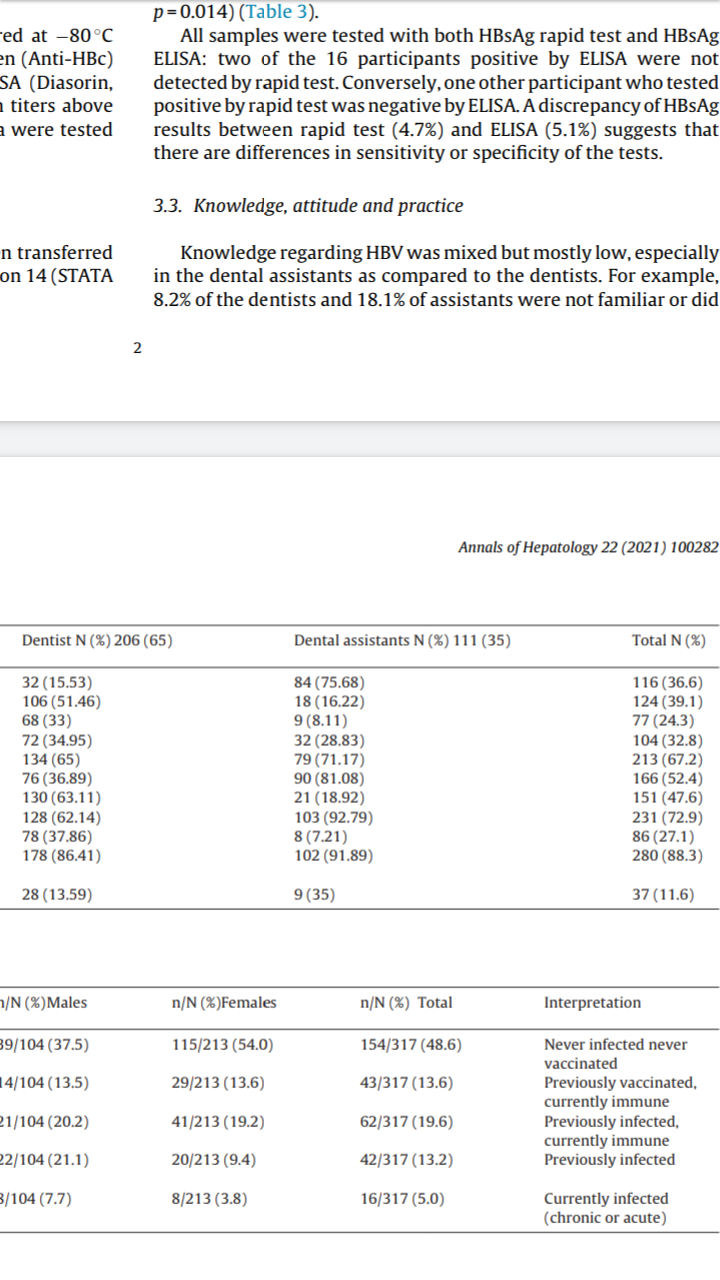 p = 0.014) (Table 3).
red at −80 °C
en (Anti-HBc)
SA (Diasorin,
n titers above
a were tested
All samples were tested with both HBsAg rapid test and HBsAg
ELISA: two of the 16 participants positive by ELISA were not
detected by rapid test. Conversely, one other participant who tested
positive by rapid test was negative by ELISA. A discrepancy of HBsAg
results between rapid test (4.7%) and ELISA (5.1%) suggests that
there are differences in sensitivity or specificity of the tests.
3.3. Knowledge, attitude and practice
n transferred
on 14 (STATA
Knowledge regarding HBV was mixed but mostly low, especially
in the dental assistants as compared to the dentists. For example,
8.2% of the dentists and 18.1% of assistants were not familiar or did
2
Annals of Hepatology 22 (2021) 100282
Dentist N (%) 206 (65) Dental assistants N (%) 111 (35) Total N (%)
32 (15.53) 84 (75.68) 116 (36.6)
106 (51.46) 18 (16.22) 124 (39.1)
68 (33) 9 (8.11) 77 (24.3)
72 (34.95) 32 (28.83) 104 (32.8)
134 (65) 79 (71.17) 213 (67.2)
76 (36.89) 90 (81.08) 166 (52.4)
130 (63.11) 21 (18.92) 151 (47.6)
128 (62.14) 103 (92.79) 231 (72.9)
78 (37.86) 8 (7.21) 86 (27.1)
178 (86.41) 102 (91.89) 280 (88.3)
28 (13.59) 9 (35) 37 (11.6)
n/N (%)Males n/N (%)Females n/N (%) Total Interpretation
39/104 (37.5) 115/213 (54.0) 154/317 (48.6) Never infected never
vaccinated
14/104 (13.5) 29/213 (13.6) 43/317 (13.6) Previously vaccinated,
currently immune
21/104 (20.2) 41/213 (19.2) 62/317 (19.6) Previously infected,
currently immune
22/104 (21.1) 20/213 (9.4) 42/317 (13.2) Previously infected
8/104 (7.7) 8/213 (3.8) 16/317 (5.0) Currently infected
(chronic or acute)